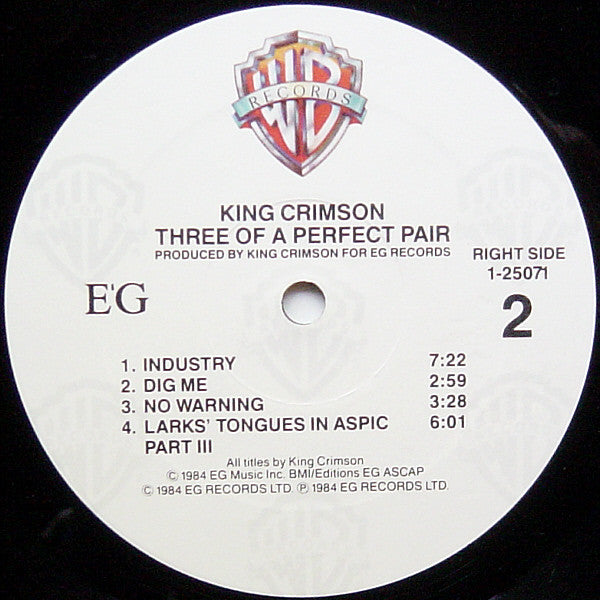 WB
RECORDS
KING CRIMSON
THREE OF A PERFECT PAIR
PRODUCED BY KING CRIMSON FOR EG RECORDS
RIGHT SIDE
1-25071
E'G
2
1. INDUSTRY 7:22
2. DIG ME 2:59
3. NO WARNING 3:28
4. LARKS' TONGUES IN ASPIC 6:01
PART III
All titles by King Crimson
© 1984 EG Music Inc. BMI/Editions EG ASCAP
© 1984 EG RECORDS LTD. ℗ 1984 EG RECORDS LTD.